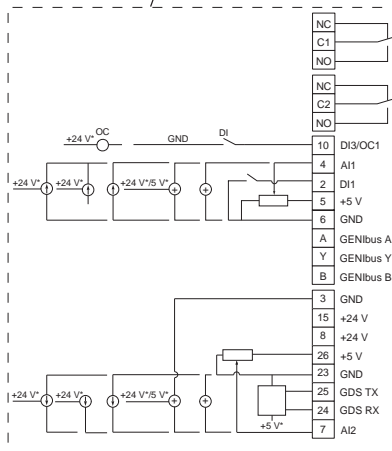 NC
C1
NO
NC
C2
NO
+24 V* OC GND DI 10 DI3/OC1
4 AI1
+24 V* +24 V* +24 V*/5 V* 2 DI1
5 +5 V
6 GND
A GENIbus A
Y GENIbus Y
B GENIbus B
3 GND
15 +24 V
8 +24 V
26 +5 V
23 GND
+24 V* +24 V* +24 V*/5 V* 25 GDS TX
24 GDS RX
+5 V* 7 AI2